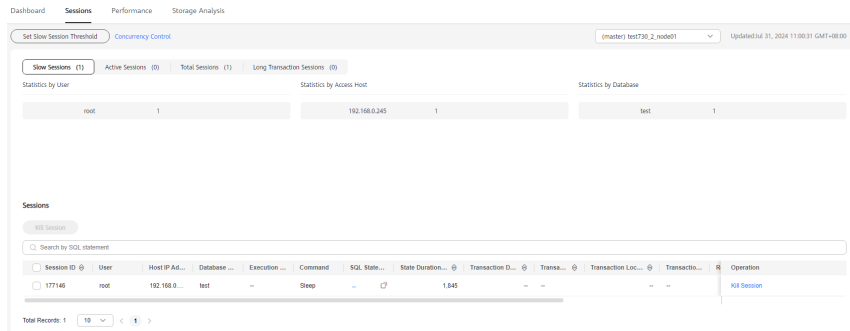 Dashboard Sessions Performance Storage Analysis
Set Slow Session Threshold Concurrency Control (master) test730_2_node01 Updated:Jul 31, 2024 11:00:31 GMT+08:00
Slow Sessions (1) Active Sessions (0) Total Sessions (1) Long Transaction Sessions (0)
Statistics by User Statistics by Access Host Statistics by Database
root 1 192.168.0.245 1 test 1
Sessions
Kill Session
Search by SQL statement
Session ID User Host IP Ad... Database ... Execution ... Command SQL State... State Duration... Transaction D... Transa... Transaction Loc... Transactio... R Operation
177146 root 192.168.0.... test -- Sleep -- 1,845 -- -- -- -- Kill Session
Total Records: 1 10 < 1 >